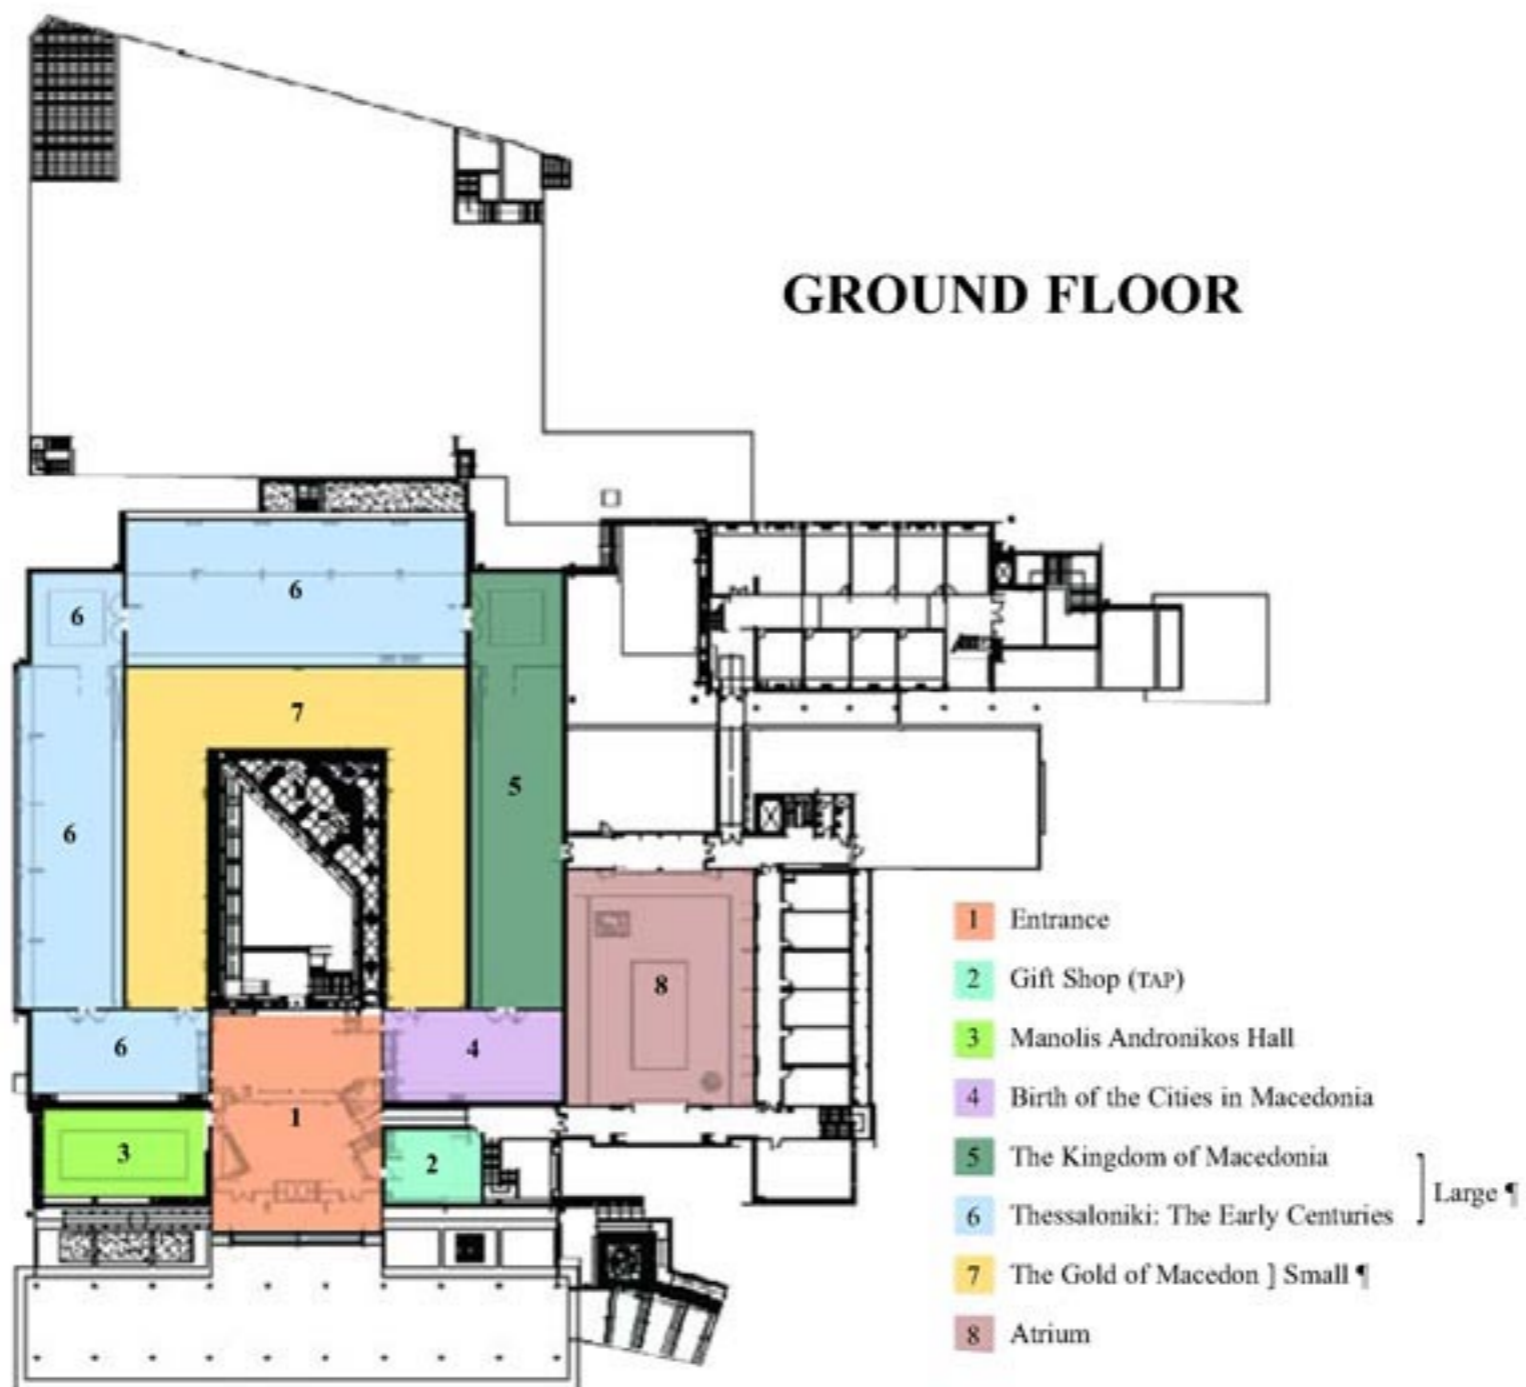 GROUND FLOOR
6
6
7
5
6
8
6
4
1
3
2
1 Entrance
2 Gift Shop (TAP)
3 Manolis Andronikos Hall
4 Birth of the Cities in Macedonia
5 The Kingdom of Macedonia
6 Thessaloniki: The Early Centuries ] Large ¶
7 The Gold of Macedon ] Small ¶
8 Atrium